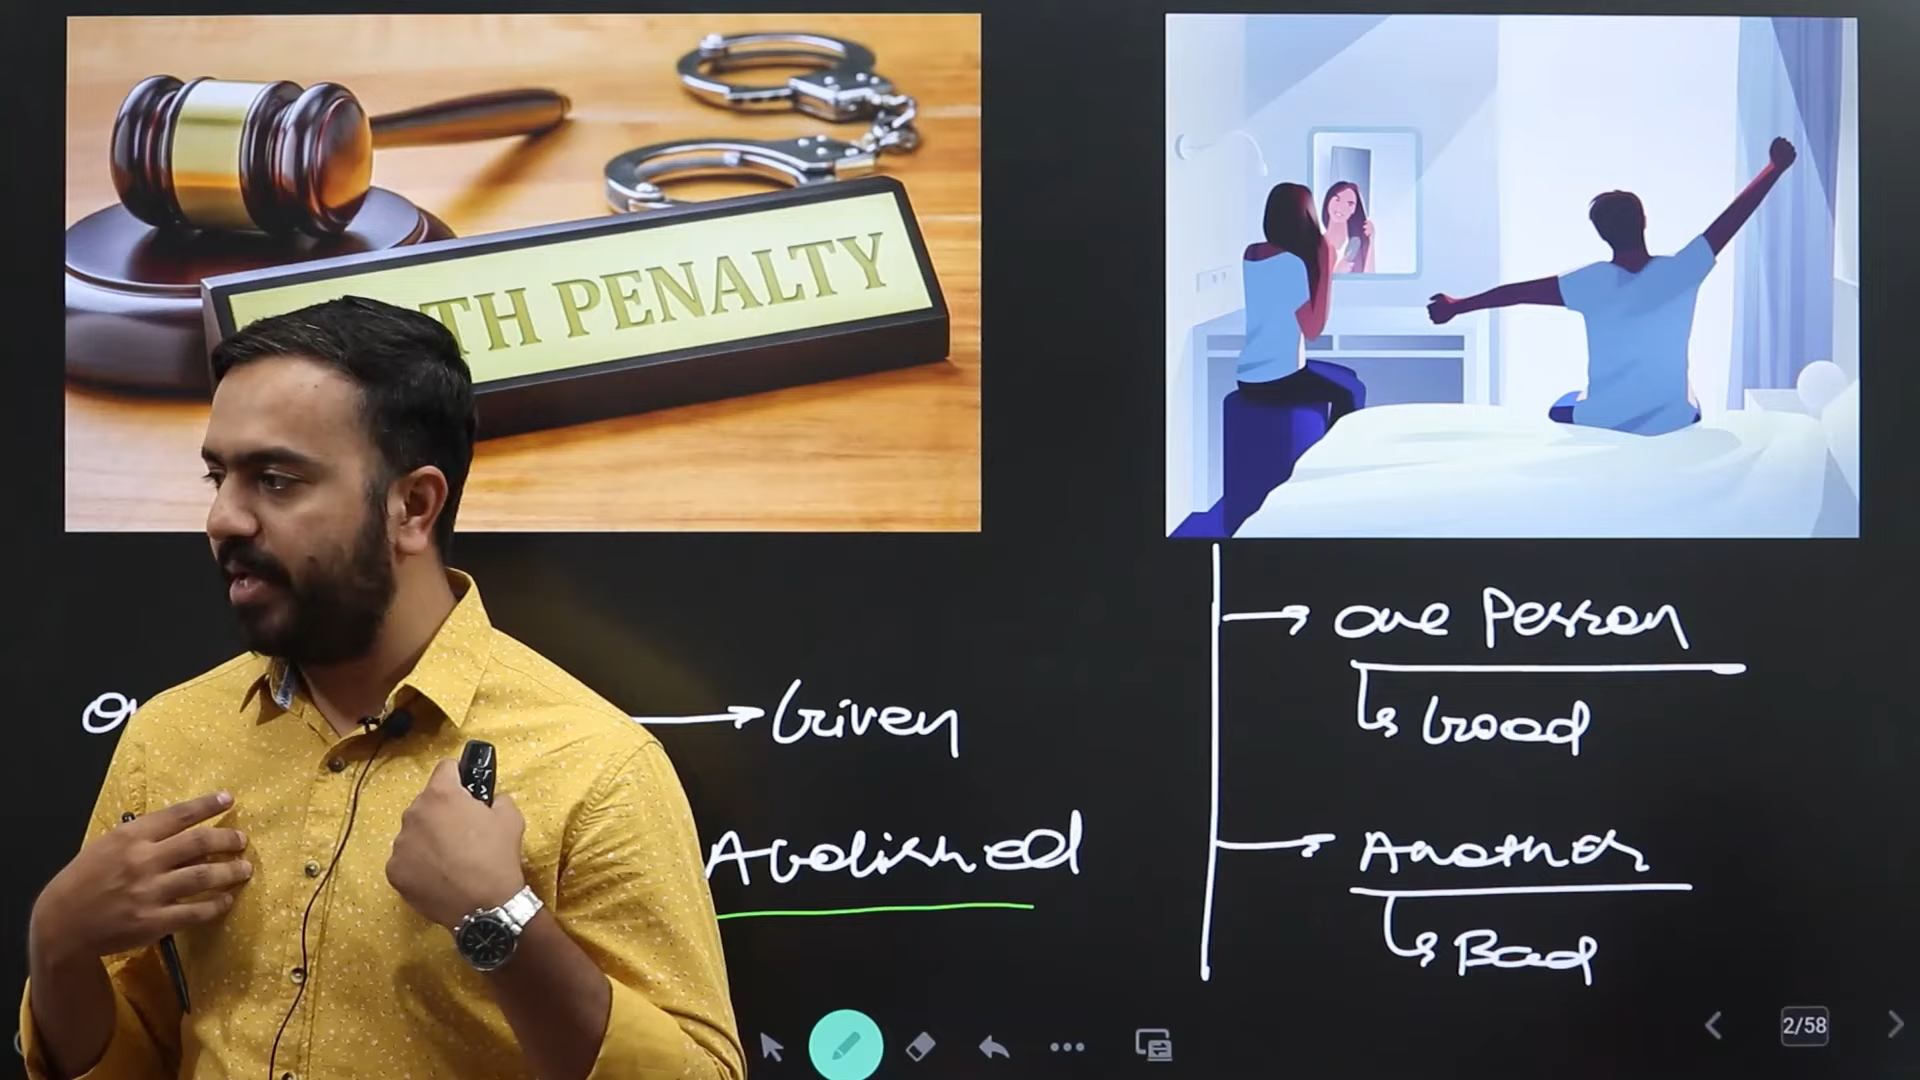 TH PENALTY
Given
Abolished
one Person
Good
Another
Bad
2/58